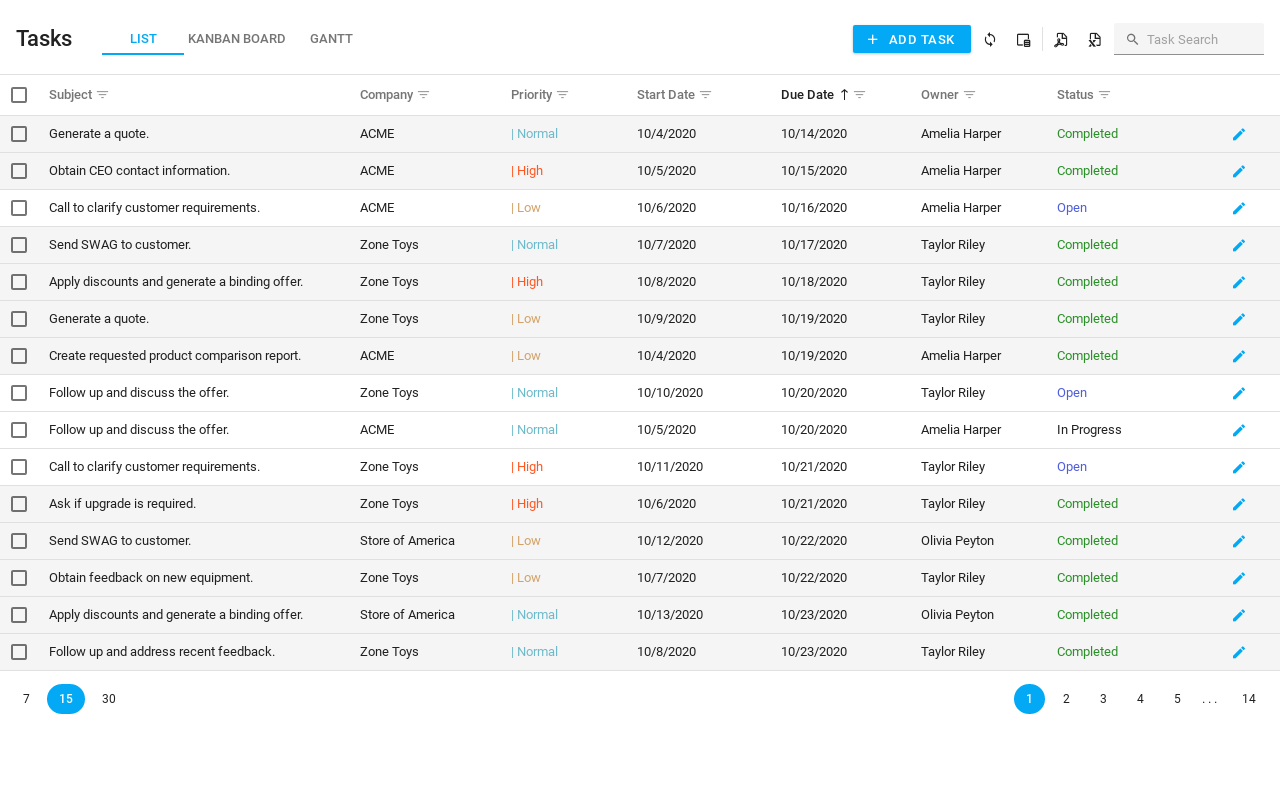 Tasks LIST KANBAN BOARD GANTT ADD TASK Task Search
Subject Company Priority Start Date Due Date Owner Status
Generate a quote. ACME | Normal 10/4/2020 10/14/2020 Amelia Harper Completed
Obtain CEO contact information. ACME | High 10/5/2020 10/15/2020 Amelia Harper Completed
Call to clarify customer requirements. ACME | Low 10/6/2020 10/16/2020 Amelia Harper Open
Send SWAG to customer. Zone Toys | Normal 10/7/2020 10/17/2020 Taylor Riley Completed
Apply discounts and generate a binding offer. Zone Toys | High 10/8/2020 10/18/2020 Taylor Riley Completed
Generate a quote. Zone Toys | Low 10/9/2020 10/19/2020 Taylor Riley Completed
Create requested product comparison report. ACME | Low 10/4/2020 10/19/2020 Amelia Harper Completed
Follow up and discuss the offer. Zone Toys | Normal 10/10/2020 10/20/2020 Taylor Riley Open
Follow up and discuss the offer. ACME | Normal 10/5/2020 10/20/2020 Amelia Harper In Progress
Call to clarify customer requirements. Zone Toys | High 10/11/2020 10/21/2020 Taylor Riley Open
Ask if upgrade is required. Zone Toys | High 10/6/2020 10/21/2020 Taylor Riley Completed
Send SWAG to customer. Store of America | Low 10/12/2020 10/22/2020 Olivia Peyton Completed
Obtain feedback on new equipment. Zone Toys | Low 10/7/2020 10/22/2020 Taylor Riley Completed
Apply discounts and generate a binding offer. Store of America | Normal 10/13/2020 10/23/2020 Olivia Peyton Completed
Follow up and address recent feedback. Zone Toys | Normal 10/8/2020 10/23/2020 Taylor Riley Completed
7 15 30 1 2 3 4 5 . . . 14